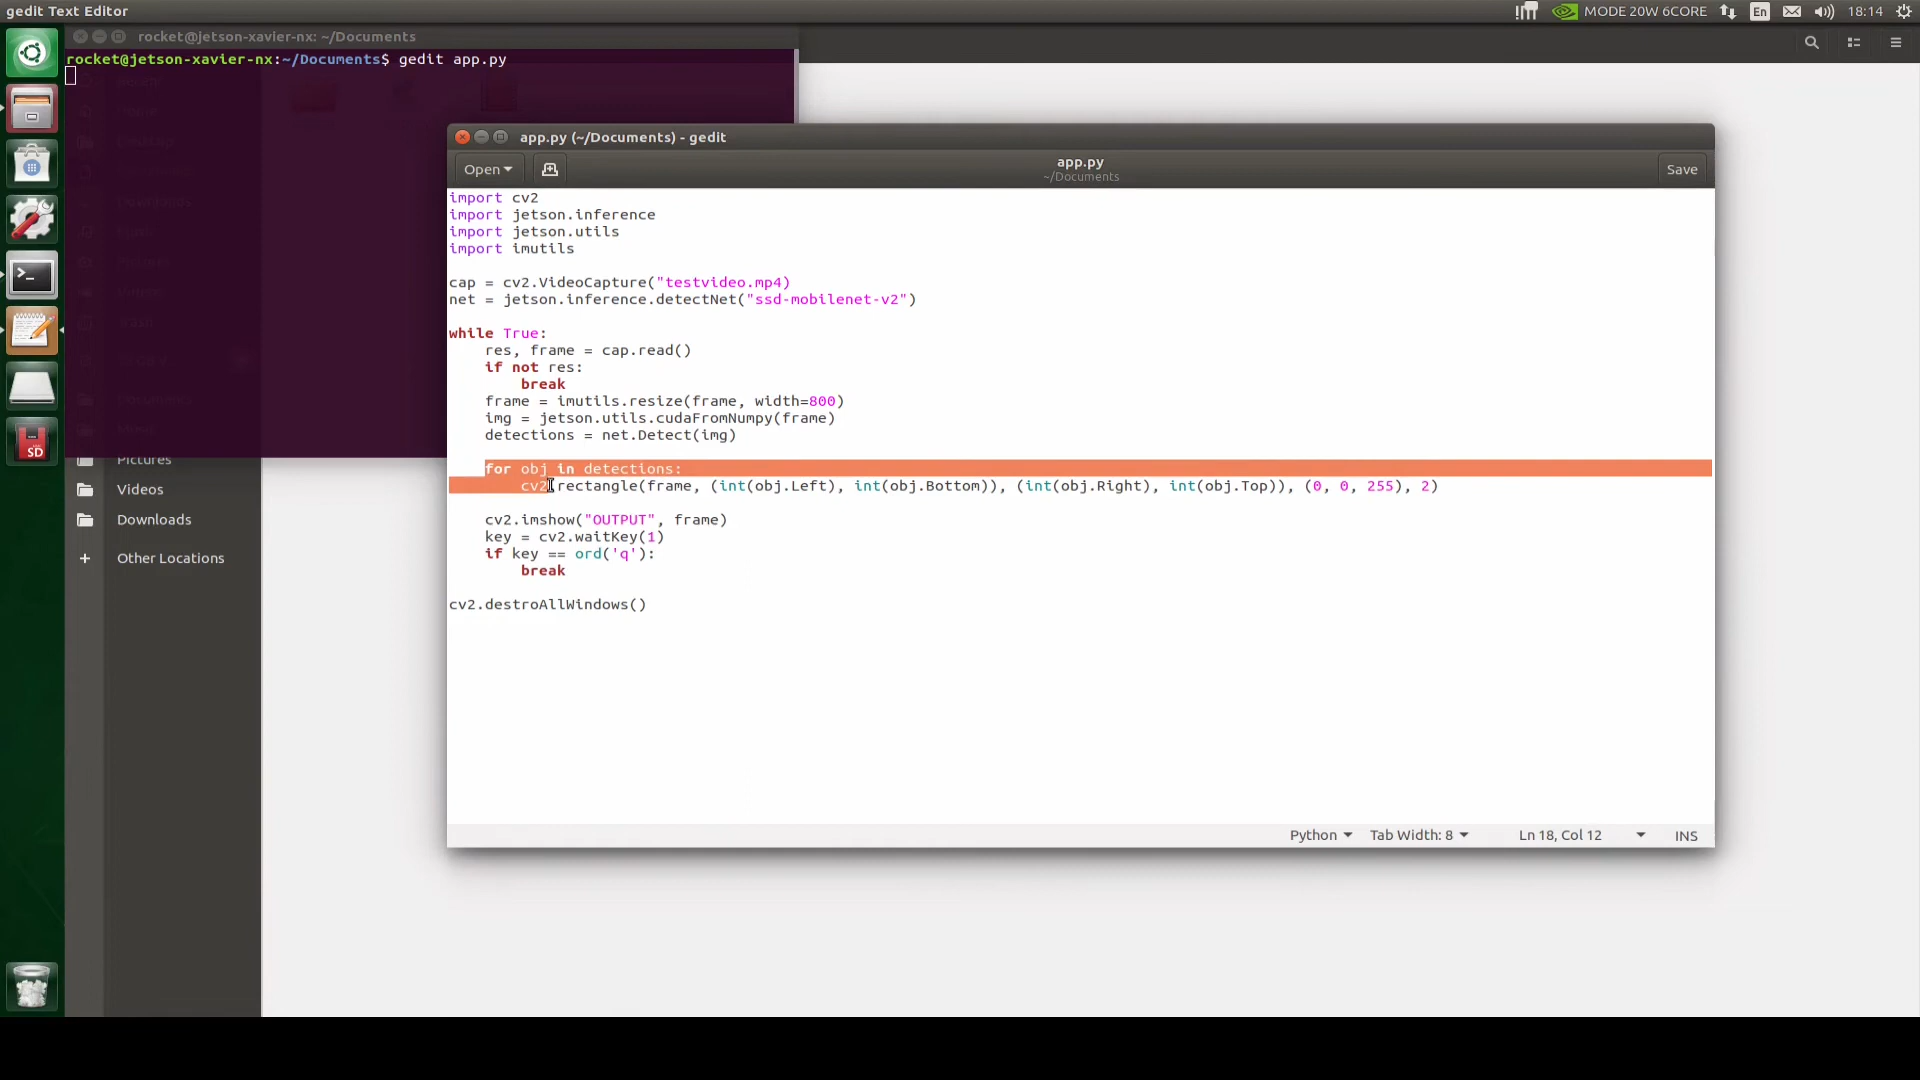 gedit Text Editor
MODE 20W 6CORE
En
18:14
rocket@jetson-xavier-nx: ~/Documents
rocket@jetson-xavier-nx:~/Documents$ gedit app.py
app.py (~/Documents) - gedit
Open
app.py
~/Documents
Save
import cv2
import jetson.inference
import jetson.utils
import imutils
cap = cv2.VideoCapture("testvideo.mp4)
net = jetson.inference.detectNet("ssd-mobilenet-v2")
while True:
    res, frame = cap.read()
    if not res:
        break
    frame = imutils.resize(frame, width=800)
    img = jetson.utils.cudaFromNumpy(frame)
    detections = net.Detect(img)
    for obj in detections:
        cv2.rectangle(frame, (int(obj.Left), int(obj.Bottom)), (int(obj.Right), int(obj.Top)), (0, 0, 255), 2)
    cv2.imshow("OUTPUT", frame)
    key = cv2.waitKey(1)
    if key == ord('q'):
        break
cv2.destroAllWindows()
Python
Tab Width: 8
Ln 18, Col 12
INS
Pictures
Videos
Downloads
+ Other Locations
SD